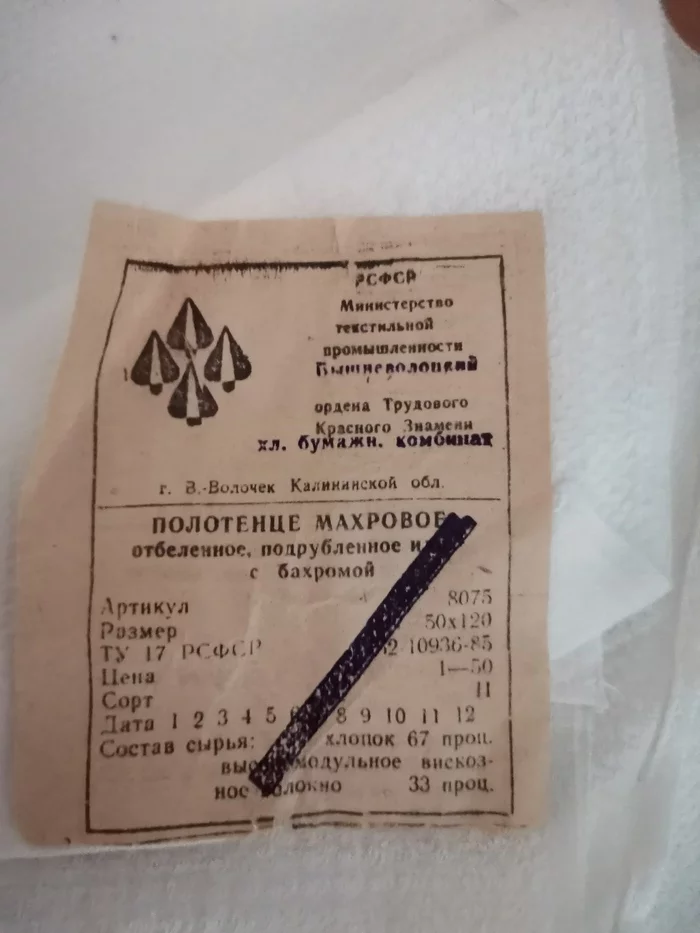 РСФСР
Министерство
текстильной
промышленности
Вышневолоцкий
ордена Трудового
Красного Знамени
хл. бумажн. комбинат
г. В.-Волочек Калининской обл.
ПОЛОТЕНЦЕ МАХРОВОЕ
отбеленное, подрубленное
с бахромой
Артикул 8075
Размер 50х120
ТУ 17 РСФСР 10936-85
Цена 1—50
Сорт II
Дата 1 2 3 4 5 8 9 10 11 12
Состав сырья: хлопок 67 проц.
высокомодульное вискоз-
ное волокно 33 проц.